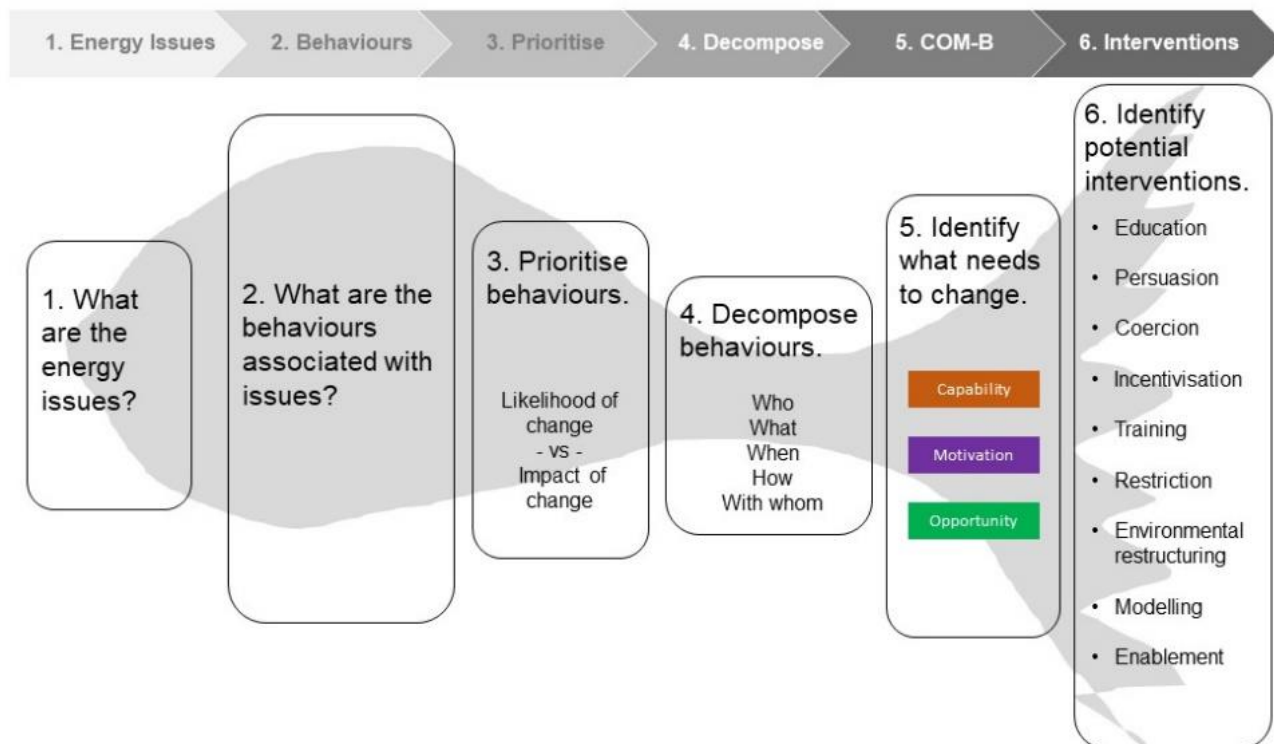 1. Energy Issues
2. Behaviours
3. Prioritise
4. Decompose
5. COM-B
6. Interventions
1. What
are the
energy
issues?
2. What are the
behaviours
associated with
issues?
3. Prioritise
behaviours.
Likelihood of
change
- vs -
Impact of
change
4. Decompose
behaviours.
Who
What
When
How
With whom
5. Identify
what needs
to change.
Capability
Motivation
Opportunity
6. Identify
potential
interventions.
• Education
• Persuasion
• Coercion
• Incentivisation
• Training
• Restriction
• Environmental
restructuring
• Modelling
• Enablement